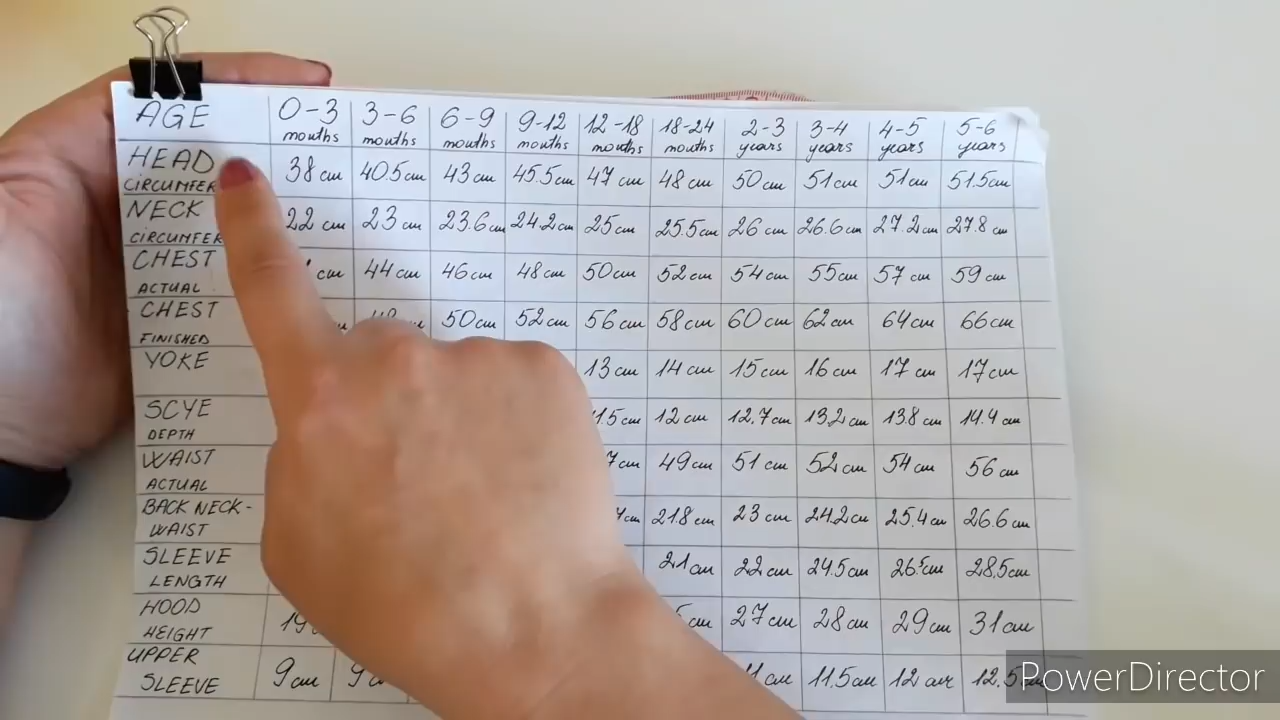 AGE 0-3 months 3-6 months 6-9 months 9-12 months 12-18 months 18-24 months 2-3 years 3-4 years 4-5 years 5-6 years
HEAD CIRCUMFER 38 cm 40.5 cm 43 cm 45.5 cm 47 cm 48 cm 50 cm 51 cm 51 cm 51.5 cm
NECK CIRCUMFER 22 cm 23 cm 23.6 cm 24.2 cm 25 cm 25.5 cm 26 cm 26.6 cm 27.2 cm 27.8 cm
CHEST ACTUAL cm 44 cm 46 cm 48 cm 50 cm 52 cm 54 cm 55 cm 57 cm 59 cm
CHEST FINISHED 50 cm 52 cm 56 cm 58 cm 60 cm 62 cm 64 cm 66 cm
YOKE 13 cm 14 cm 15 cm 16 cm 17 cm 17 cm
SCYE DEPTH 12 cm 12.7 cm 13.2 cm 13.8 cm 14.4 cm
WAIST ACTUAL 49 cm 51 cm 52 cm 54 cm 56 cm
BACK NECK- WAIST 21.8 cm 23 cm 24.2 cm 25.4 cm 26.6 cm
SLEEVE LENGTH 21 cm 22 cm 24.5 cm 26.5 cm 28.5 cm
HOOD HEIGHT 27 cm 28 cm 29 cm 31 cm
UPPER SLEEVE 9 cm 11.5 cm 12 cm 12.5
PowerDirector